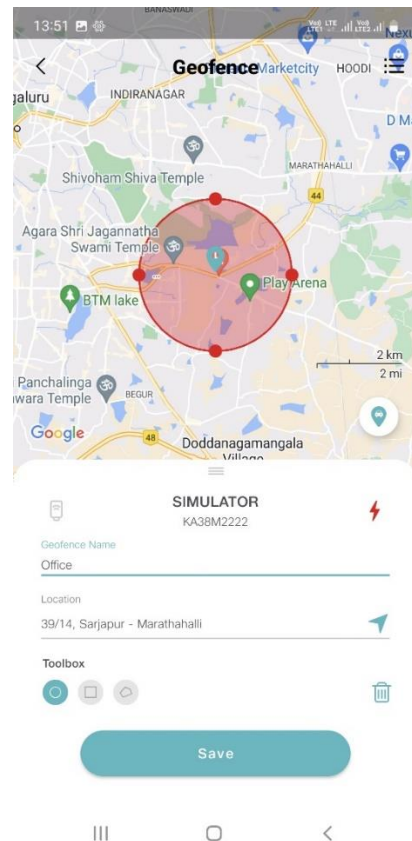 BANASWADI
13:51
Geofence
Marketcity
HOODI
galuru
INDIRANAGAR
D M
MARATHAHALLI
Shivoham Shiva Temple
44
Agara Shri Jagannatha
Swami Temple
Play Arena
BTM lake
2 km
2 mi
Panchalinga
wara Temple
BEGUR
Google
48
Doddanagamangala
Village
SIMULATOR
KA38M2222
Geofence Name
Office
Location
39/14, Sarjapur - Marathahalli
Toolbox
Save